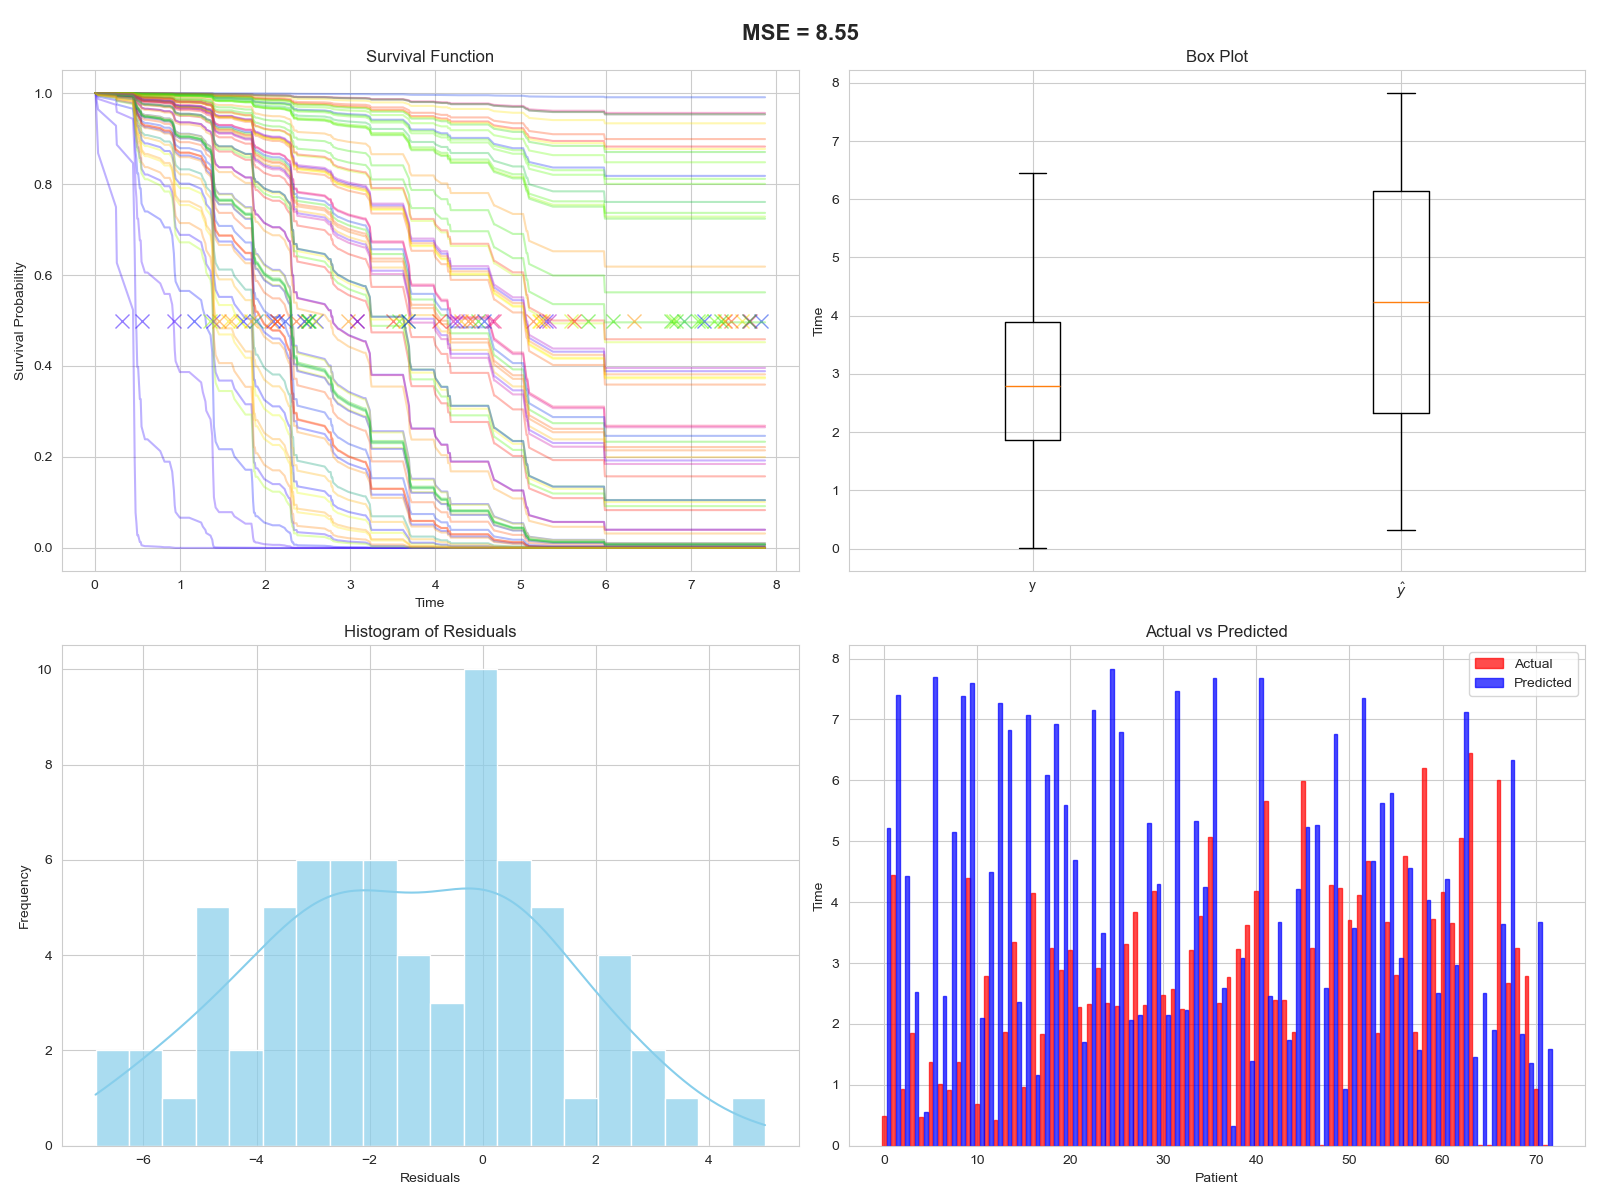 MSE = 8.55
Survival Function
Survival Probability
1.0
0.8
0.6
0.4
0.2
0.0
0 1 2 3 4 5 6 7 8
Time
Box Plot
Time
8
7
6
5
4
3
2
1
0
y ŷ
Histogram of Residuals
Frequency
10
8
6
4
2
0
−6 −4 −2 0 2 4
Residuals
Actual vs Predicted
Time
8
7
6
5
4
3
2
1
0
Actual
Predicted
0 10 20 30 40 50 60 70
Patient